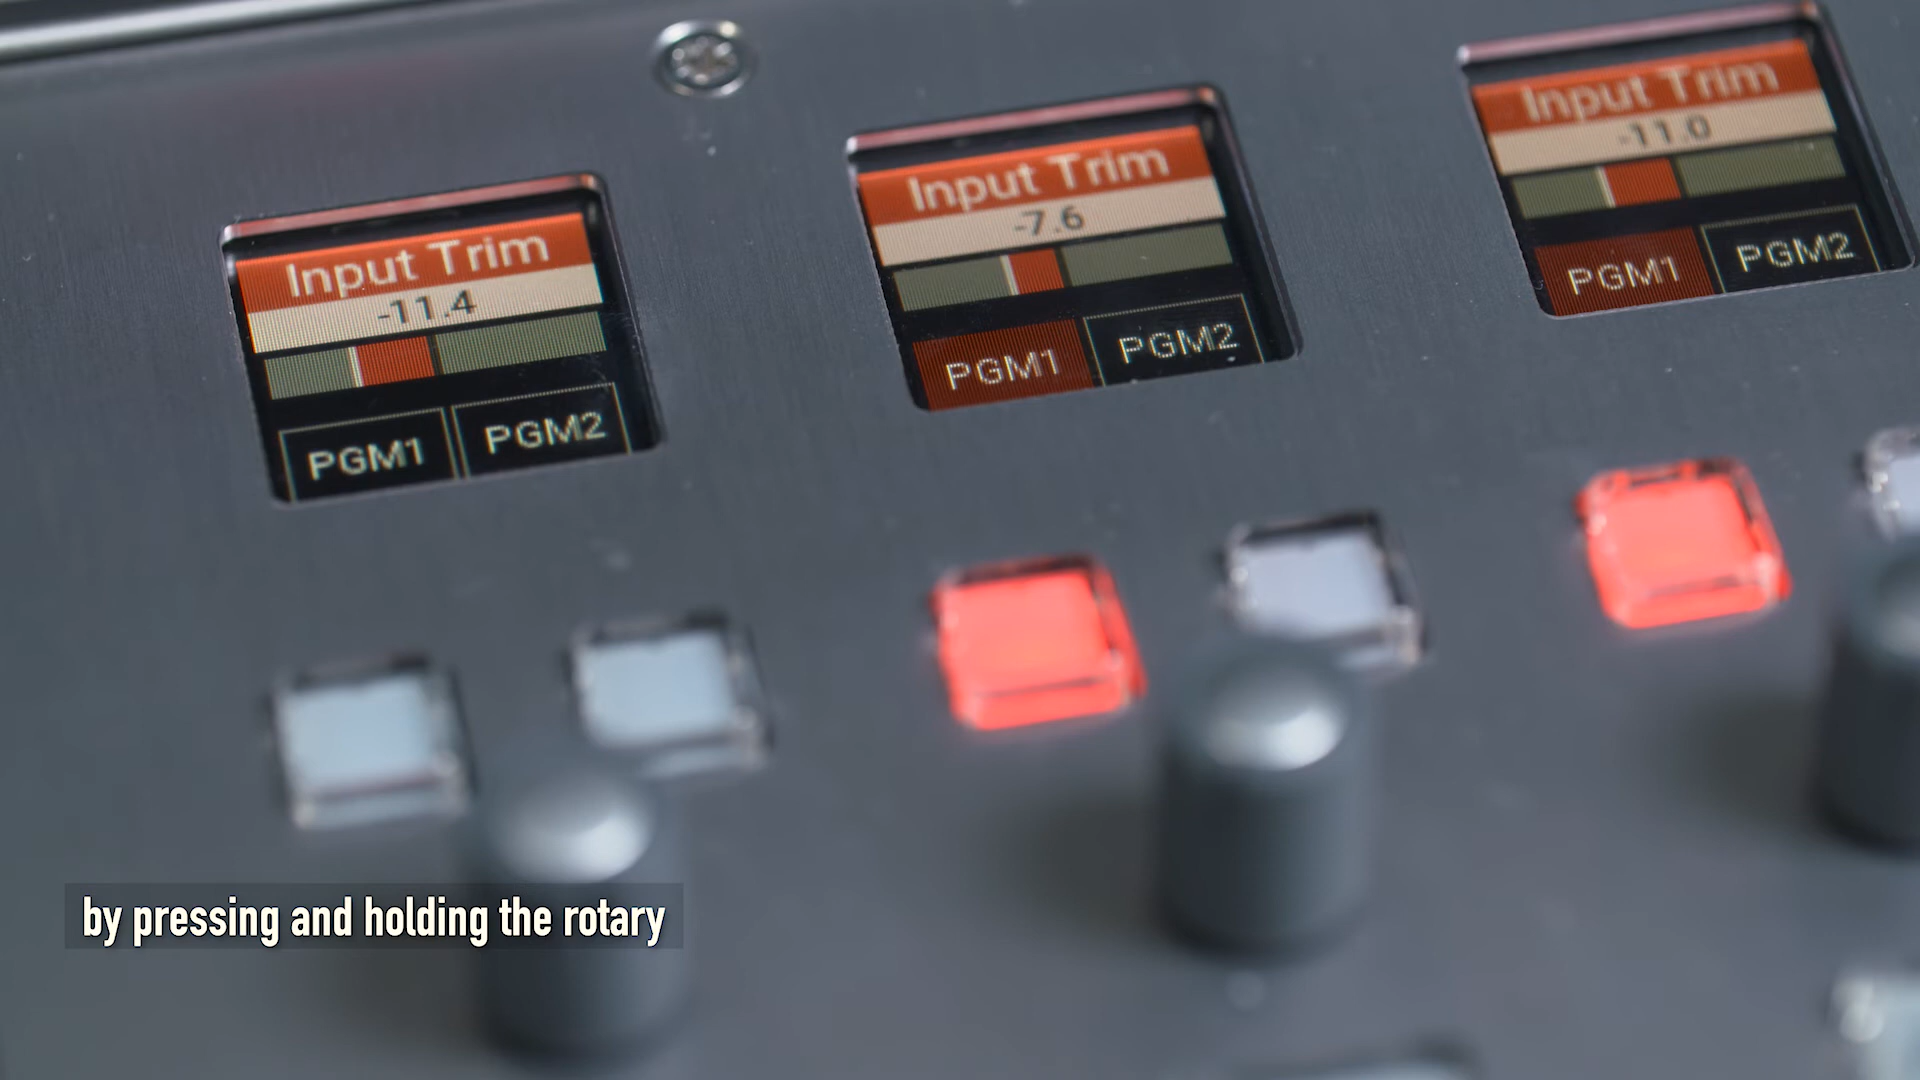 Input Trim
-11.4
PGM1 PGM2
Input Trim
-7.6
PGM1 PGM2
Input Trim
-11.0
PGM1 PGM2
by pressing and holding the rotary